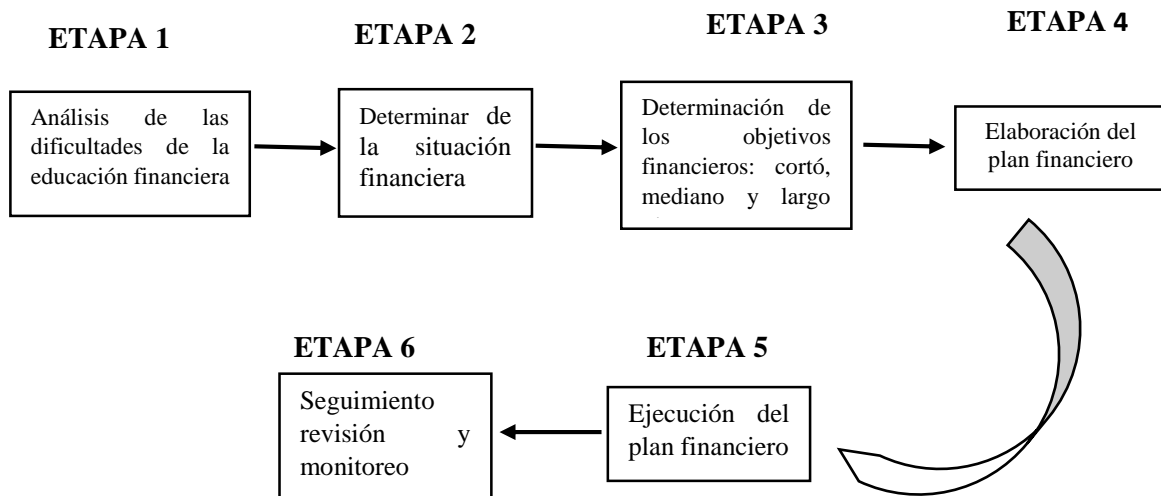 ETAPA 1
Análisis de las
dificultades de la
educación financiera
ETAPA 2
Determinar de
la situación
financiera
ETAPA 3
Determinación de
los objetivos
financieros: cortó,
mediano y largo
ETAPA 4
Elaboración del
plan financiero
ETAPA 5
Ejecución del
plan financiero
ETAPA 6
Seguimiento
revisión y
monitoreo